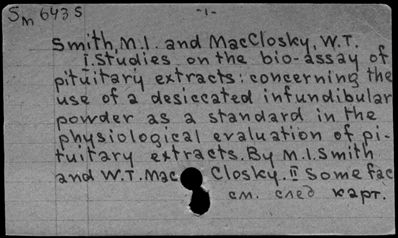 Sm 643 s
-1-
Smith, M.I. and MacClosky, W.T.
I. Studies on the bio-assay of
pituitary extracts: concerning the
use of a desiccated infundibular
powder as a standard in the
physiological evaluation of pi-
tuitary extracts. By M.I. Smith
and W.T. Mac Closky. II Some fac
см. след карт.